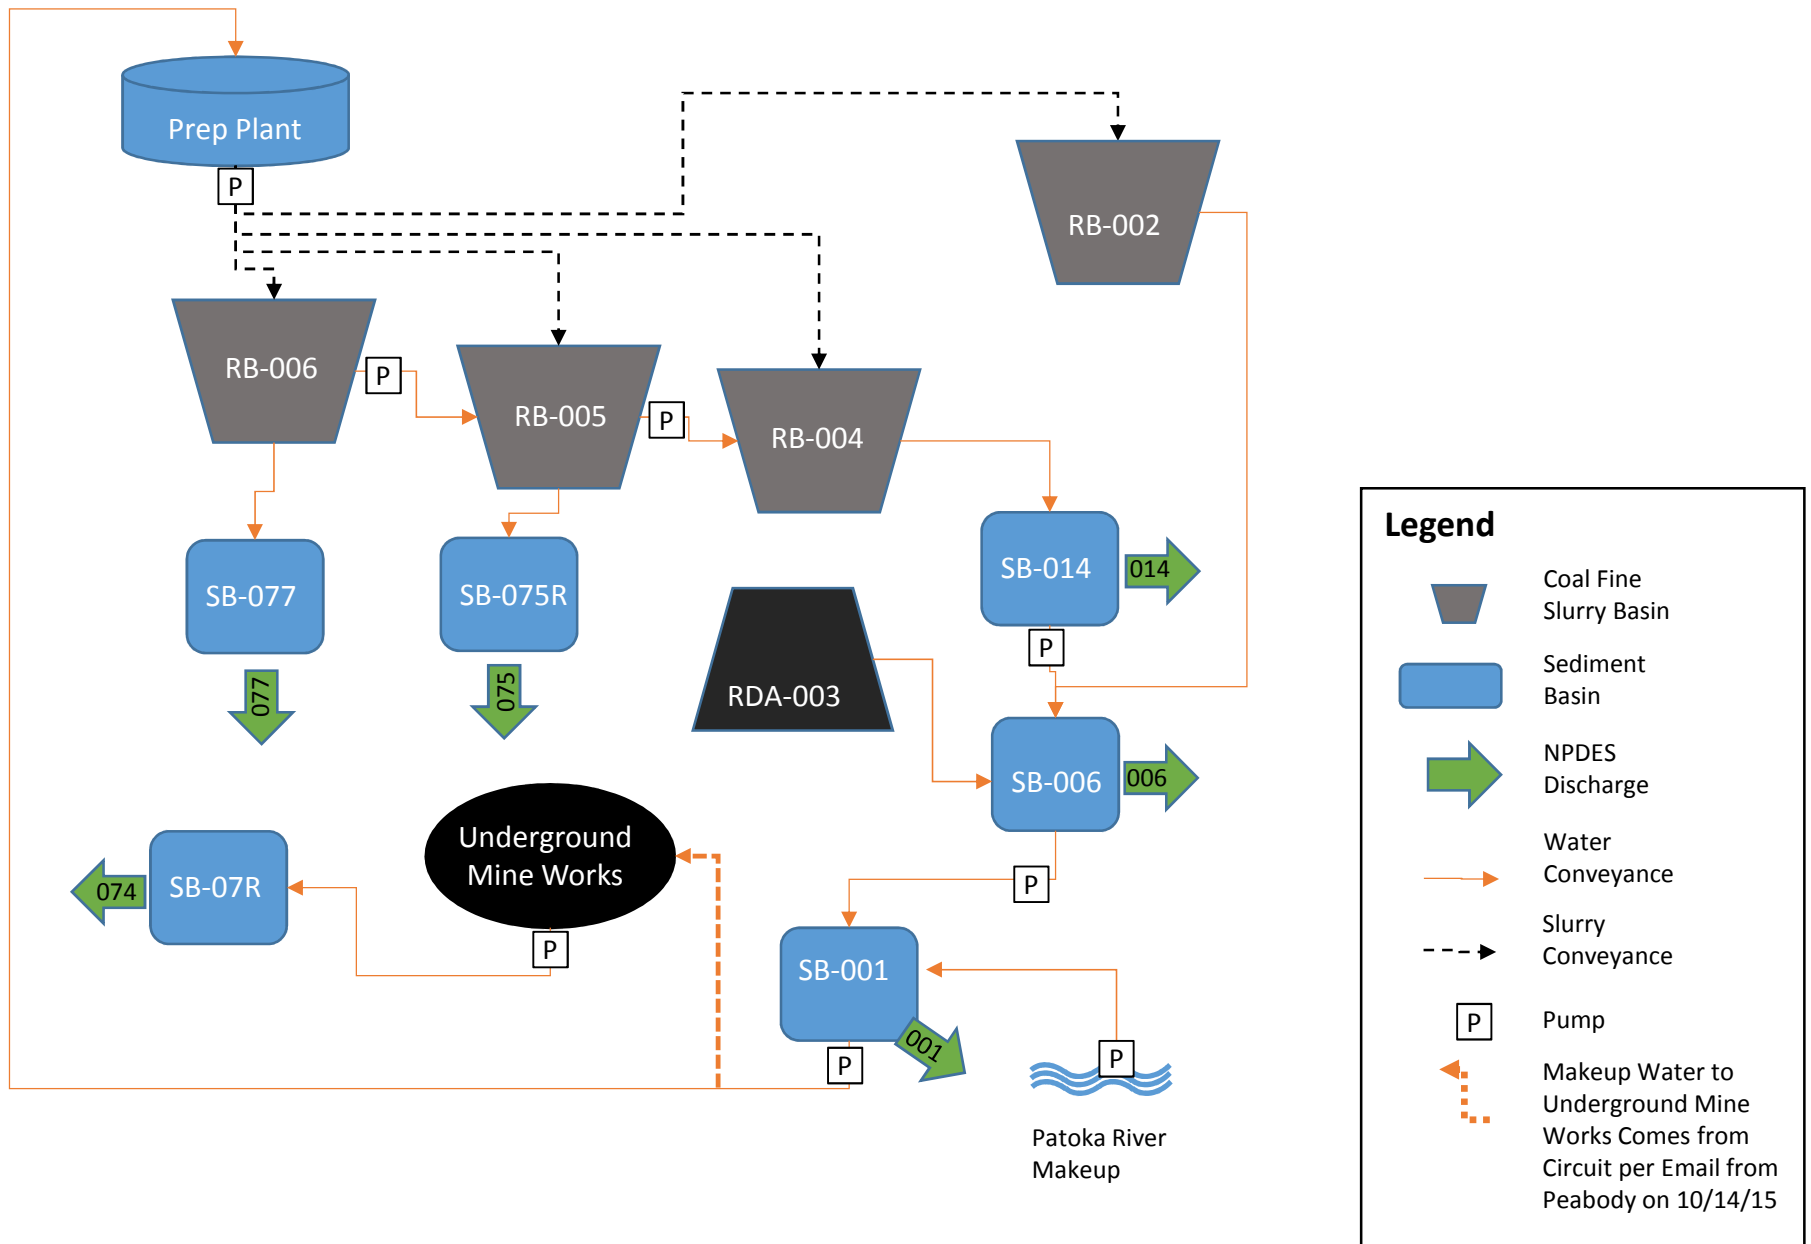 Prep Plant
P
RB-002
RB-006
P
RB-005
P
RB-004
SB-077
SB-075R
SB-014
014
P
077
075
RDA-003
SB-006
006
Underground
Mine Works
P
SB-07R
074
P
SB-001
001
P
P
Patoka River
Makeup
Legend
Coal Fine
Slurry Basin
Sediment
Basin
NPDES
Discharge
Water
Conveyance
Slurry
Conveyance
P
Pump
Makeup Water to
Underground Mine
Works Comes from
Circuit per Email from
Peabody on 10/14/15